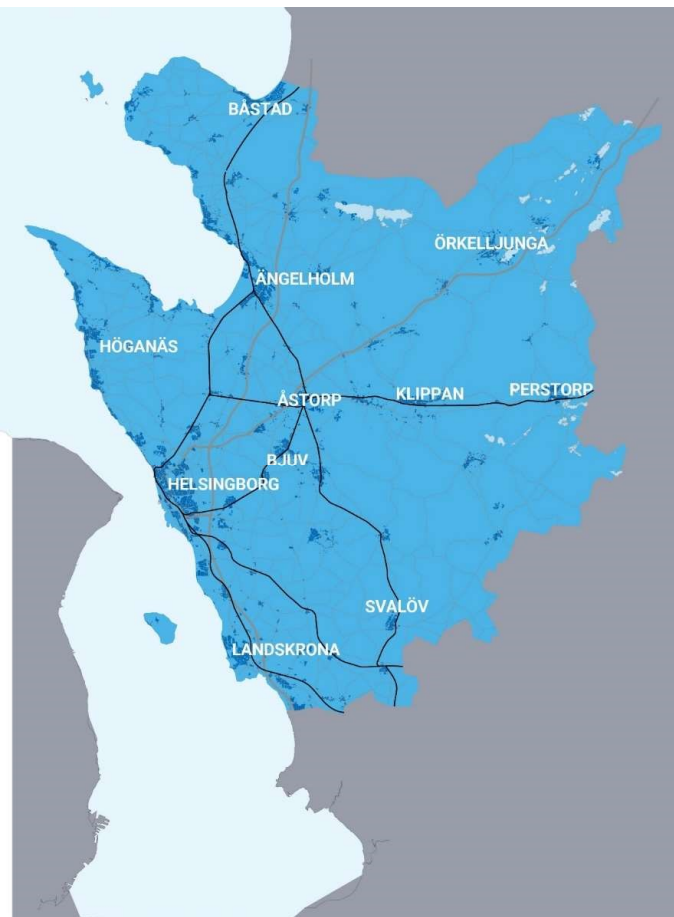 BÅSTAD
ÖRKELLJUNGA
ÄNGELHOLM
HÖGANÄS
ÅSTORP
KLIPPAN
PERSTORP
BJUV
HELSINGBORG
SVALÖV
LANDSKRONA